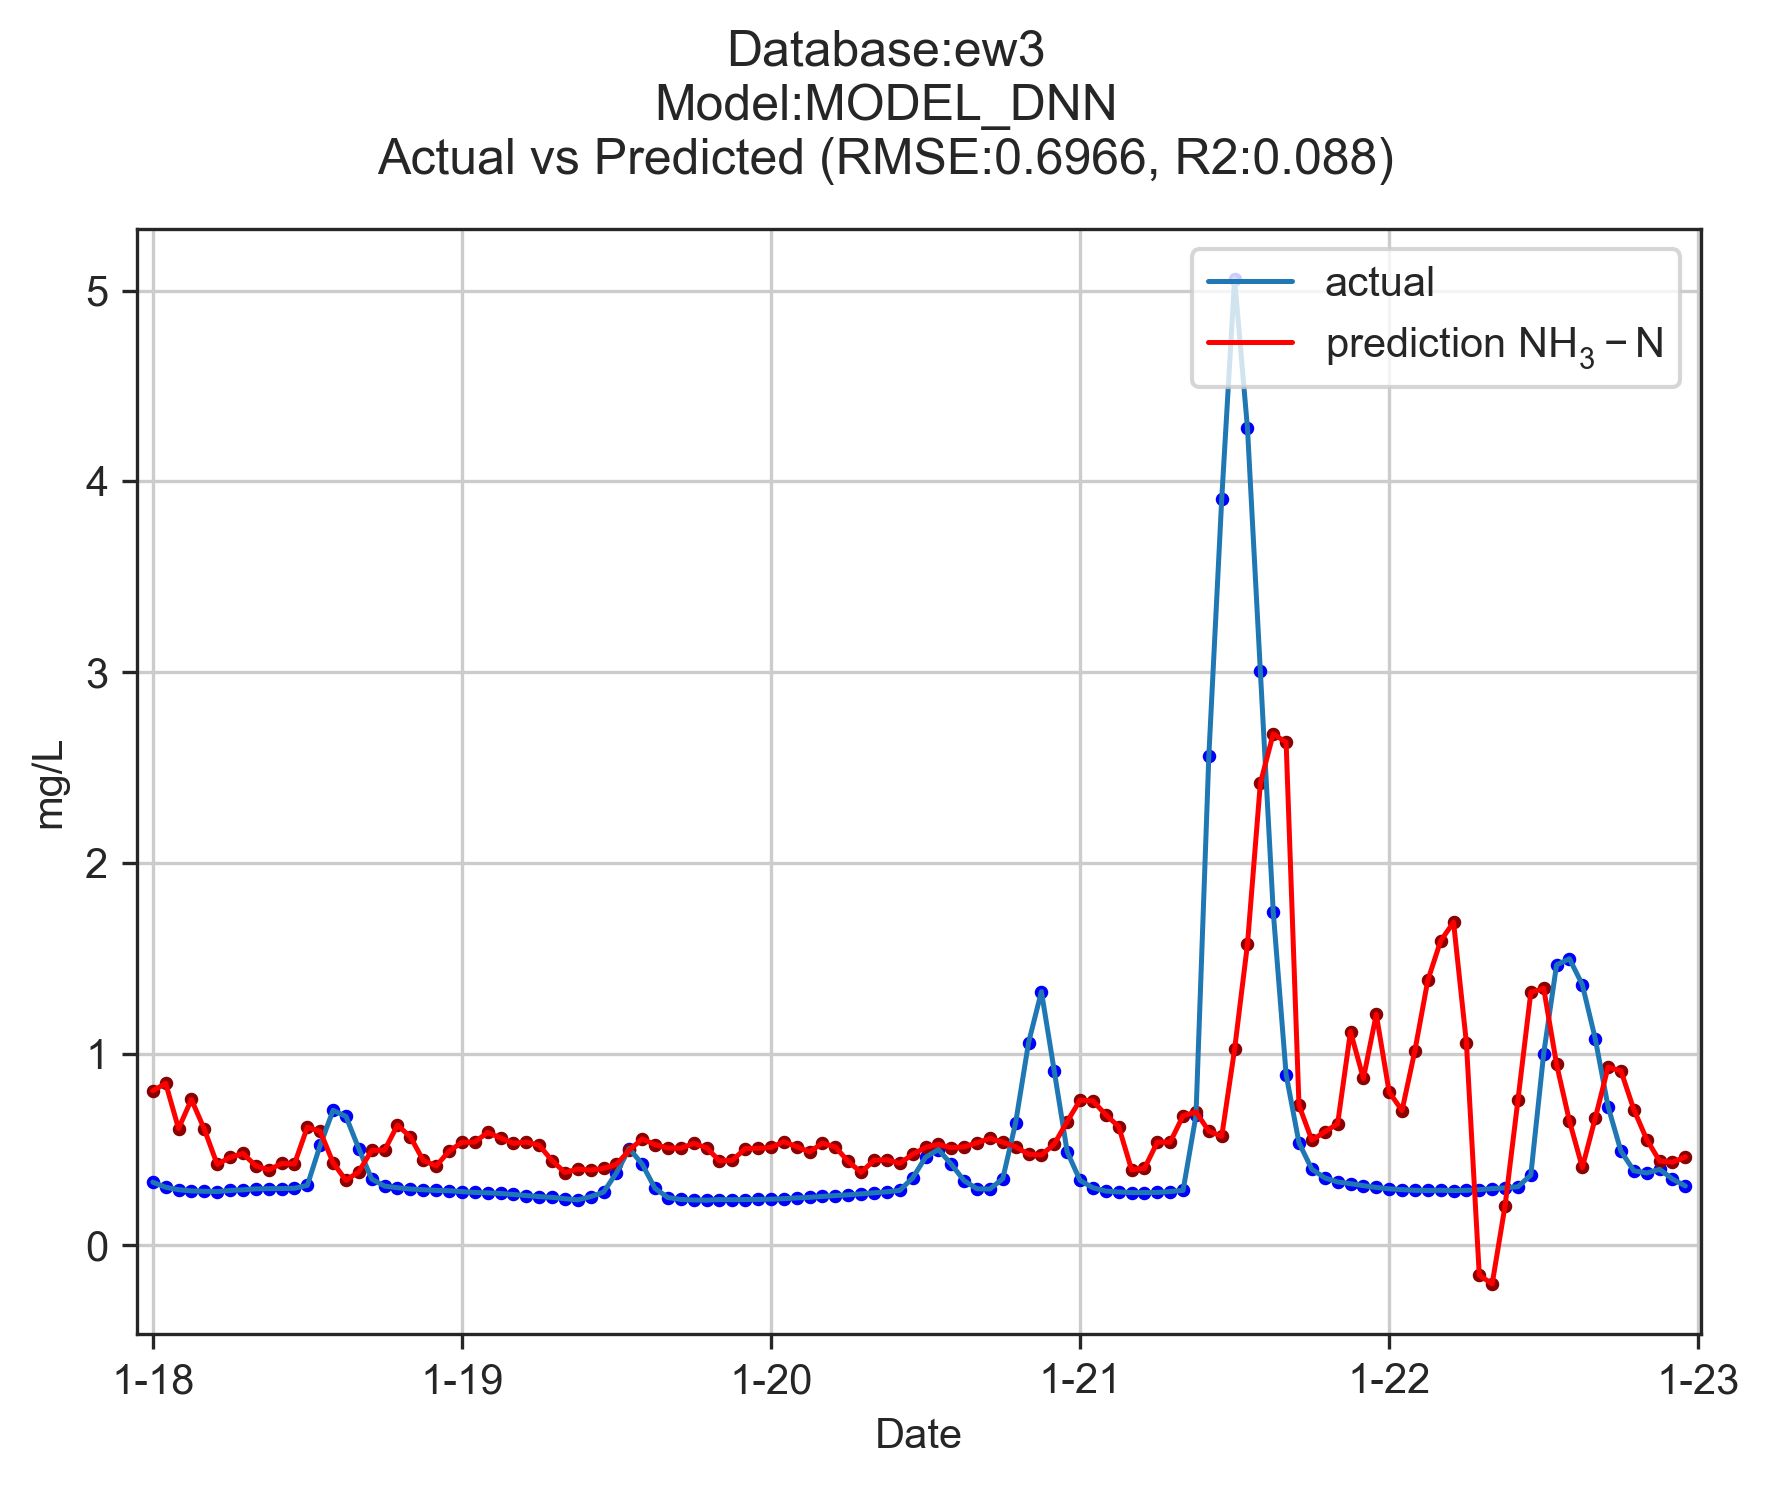 Database:ew3
Model:MODEL_DNN
Actual vs Predicted (RMSE:0.6966, R2:0.088)
actual
prediction NH₃ − N
5
4
3
2
1
0
mg/L
1-18 1-19 1-20 1-21 1-22 1-23
Date